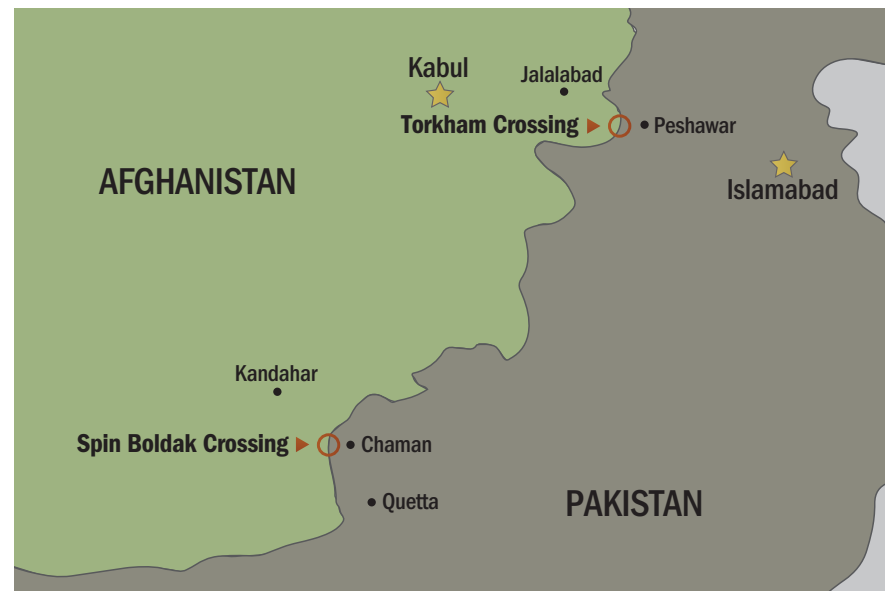 Kabul
Jalalabad
Torkham Crossing
Peshawar
AFGHANISTAN
Islamabad
Kandahar
Spin Boldak Crossing
Chaman
Quetta
PAKISTAN